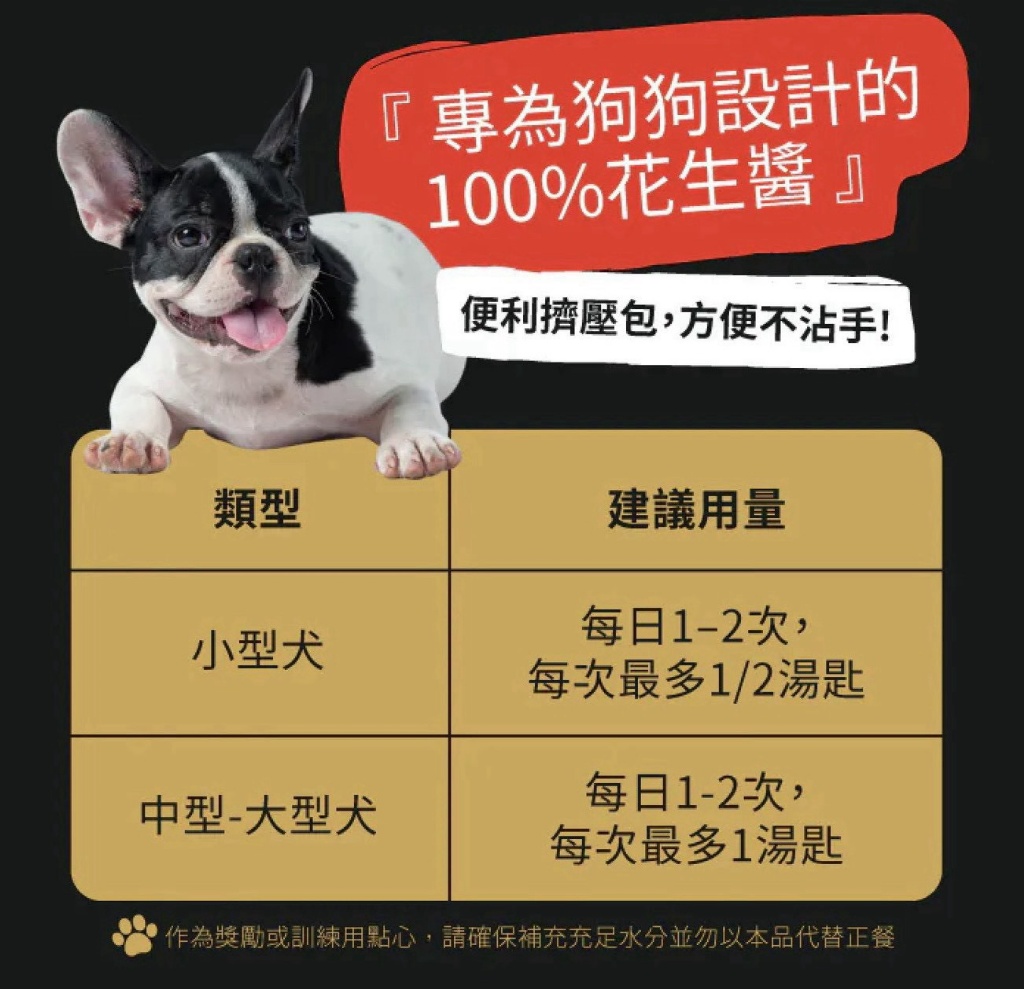 『專為狗狗設計的
100%花生醬』
便利擠壓包，方便不沾手!
類型
建議用量
小型犬
每日1–2次，
每次最多1/2湯匙
中型-大型犬
每日1-2次，
每次最多1湯匙
作為獎勵或訓練用點心，請確保補充充足水分並勿以本品代替正餐